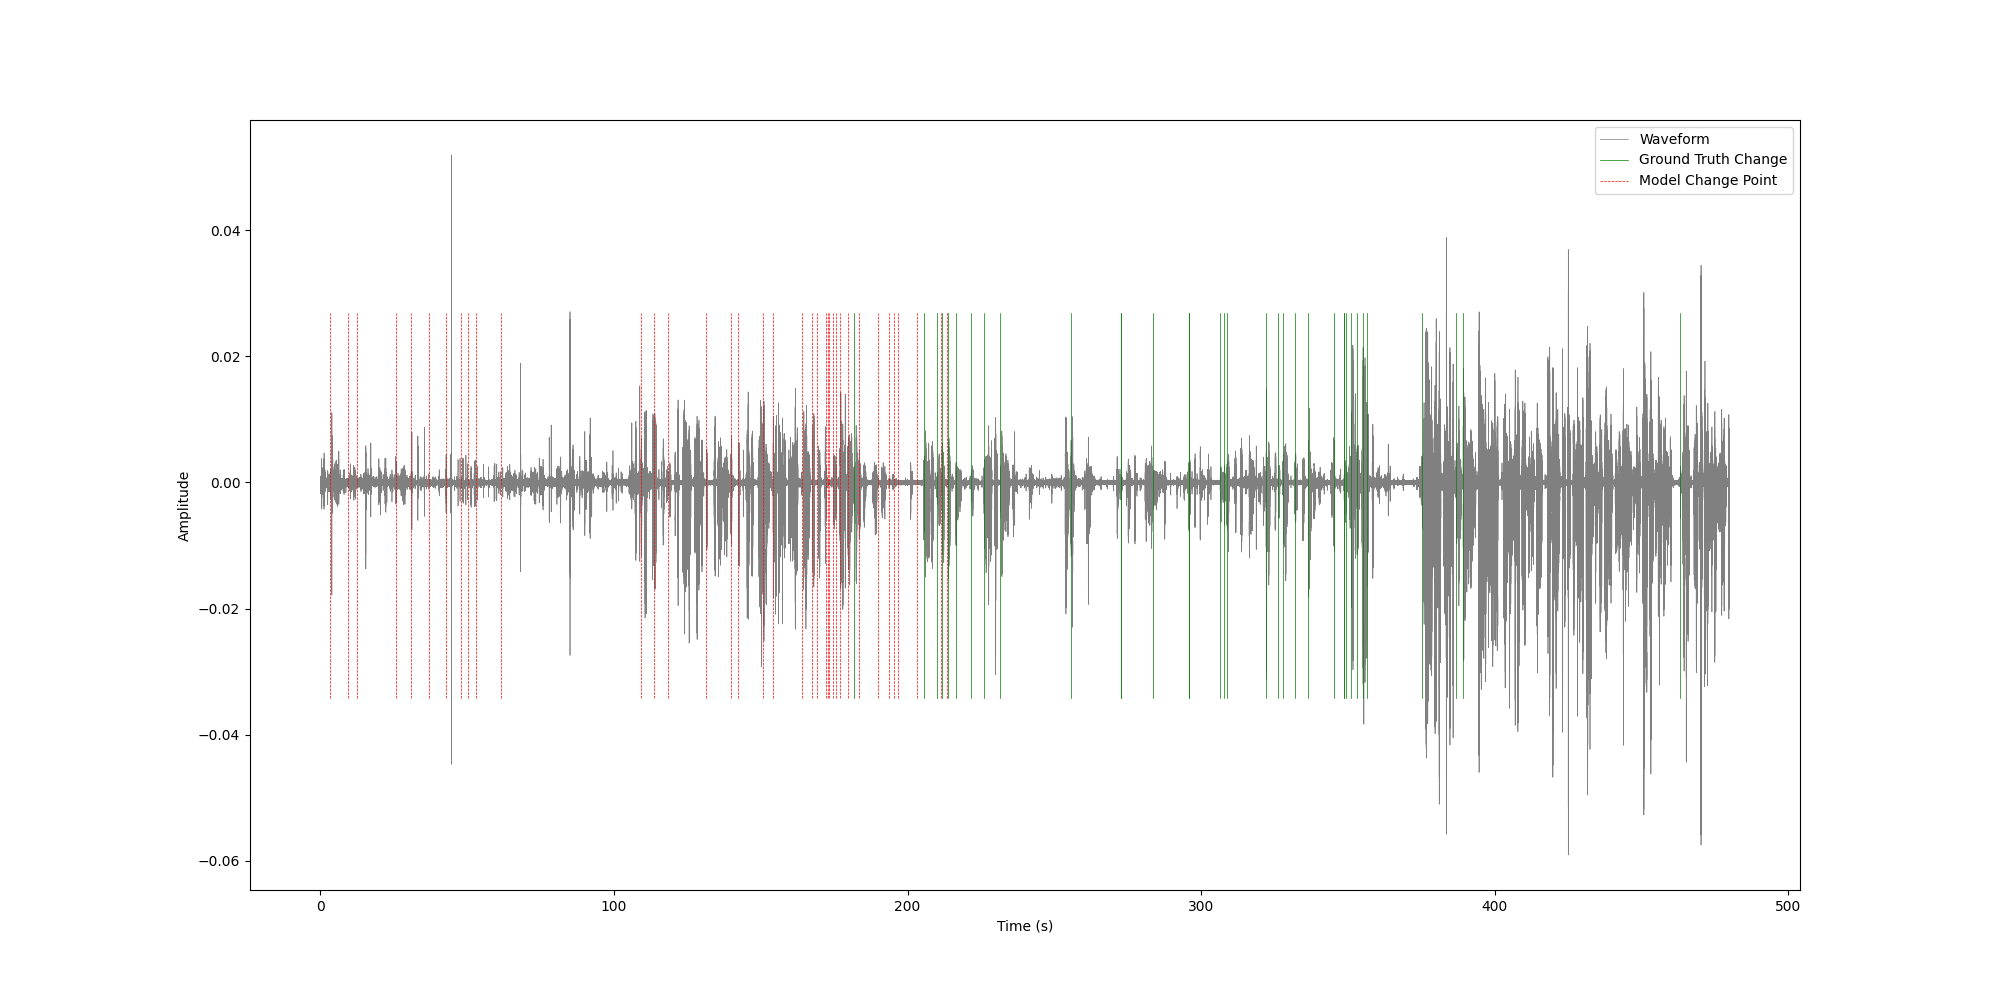 Waveform
Ground Truth Change
Model Change Point
0.04
0.02
0.00
−0.02
−0.04
−0.06
Amplitude
0 100 200 300 400 500
Time (s)